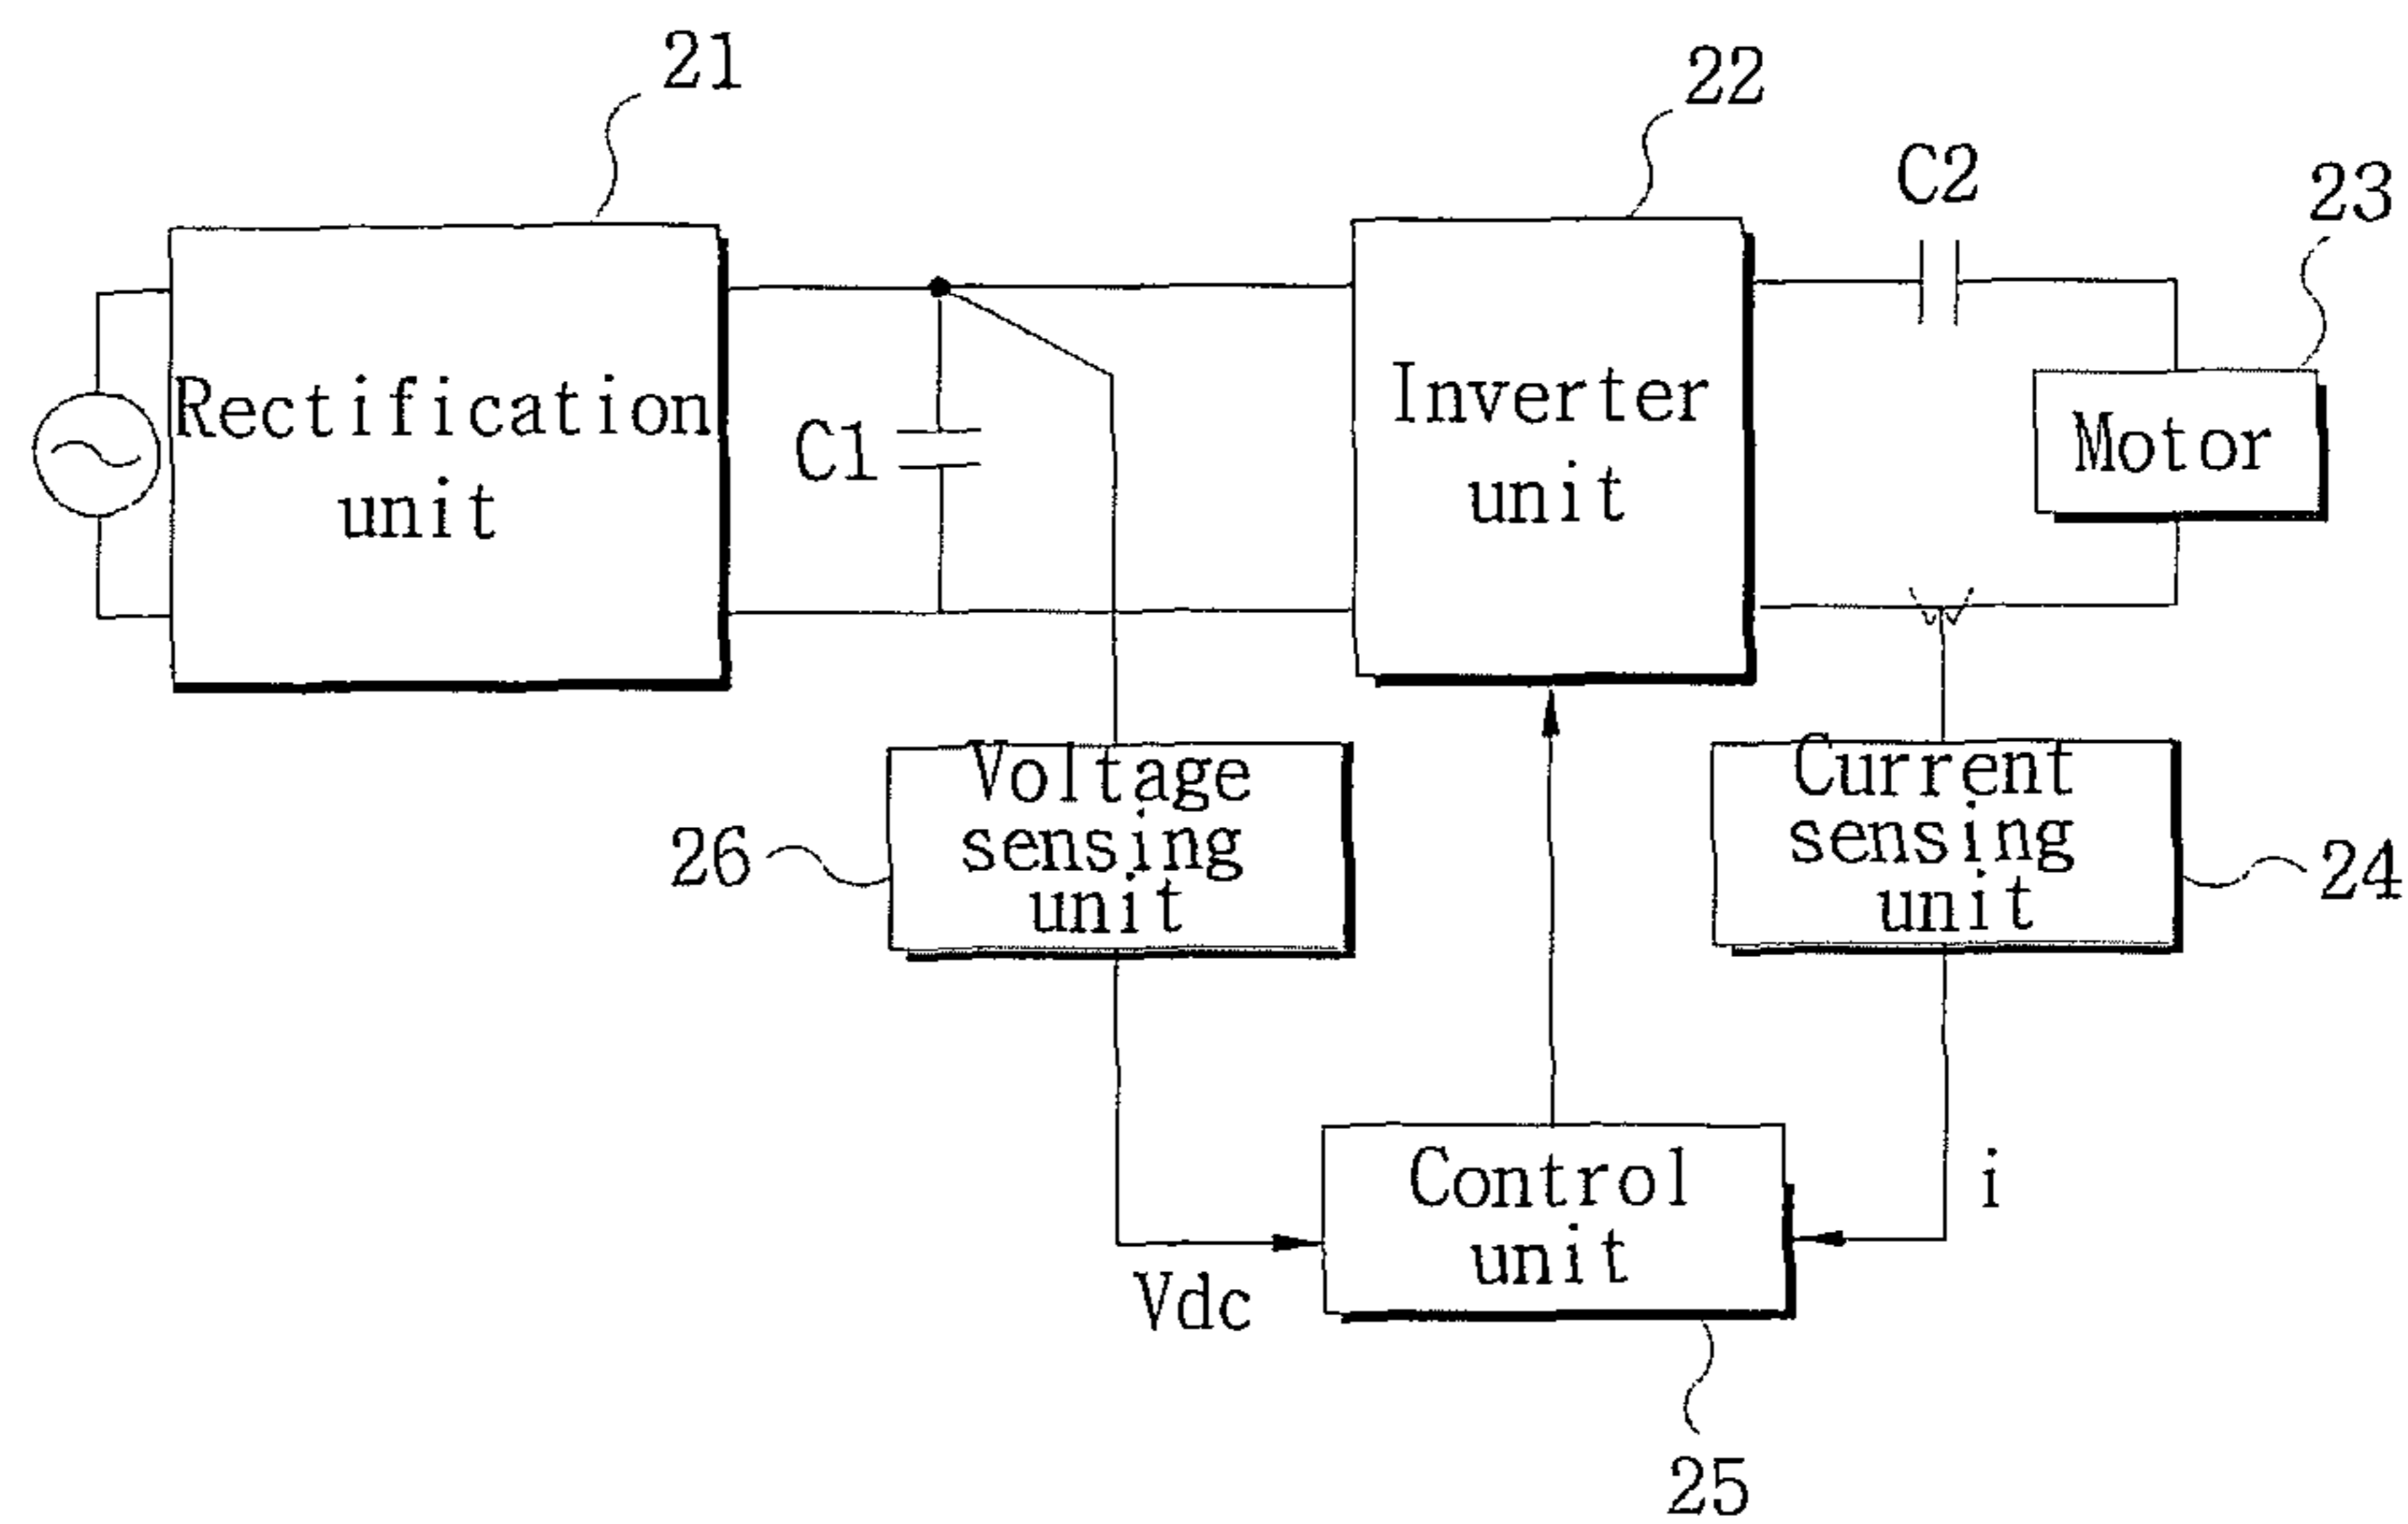 21
22
C2
23
Rectification
unit
C1
Inverter
unit
Motor
Voltage
sensing
unit
26
Current
sensing
unit
24
Control
unit
i
Vdc
25